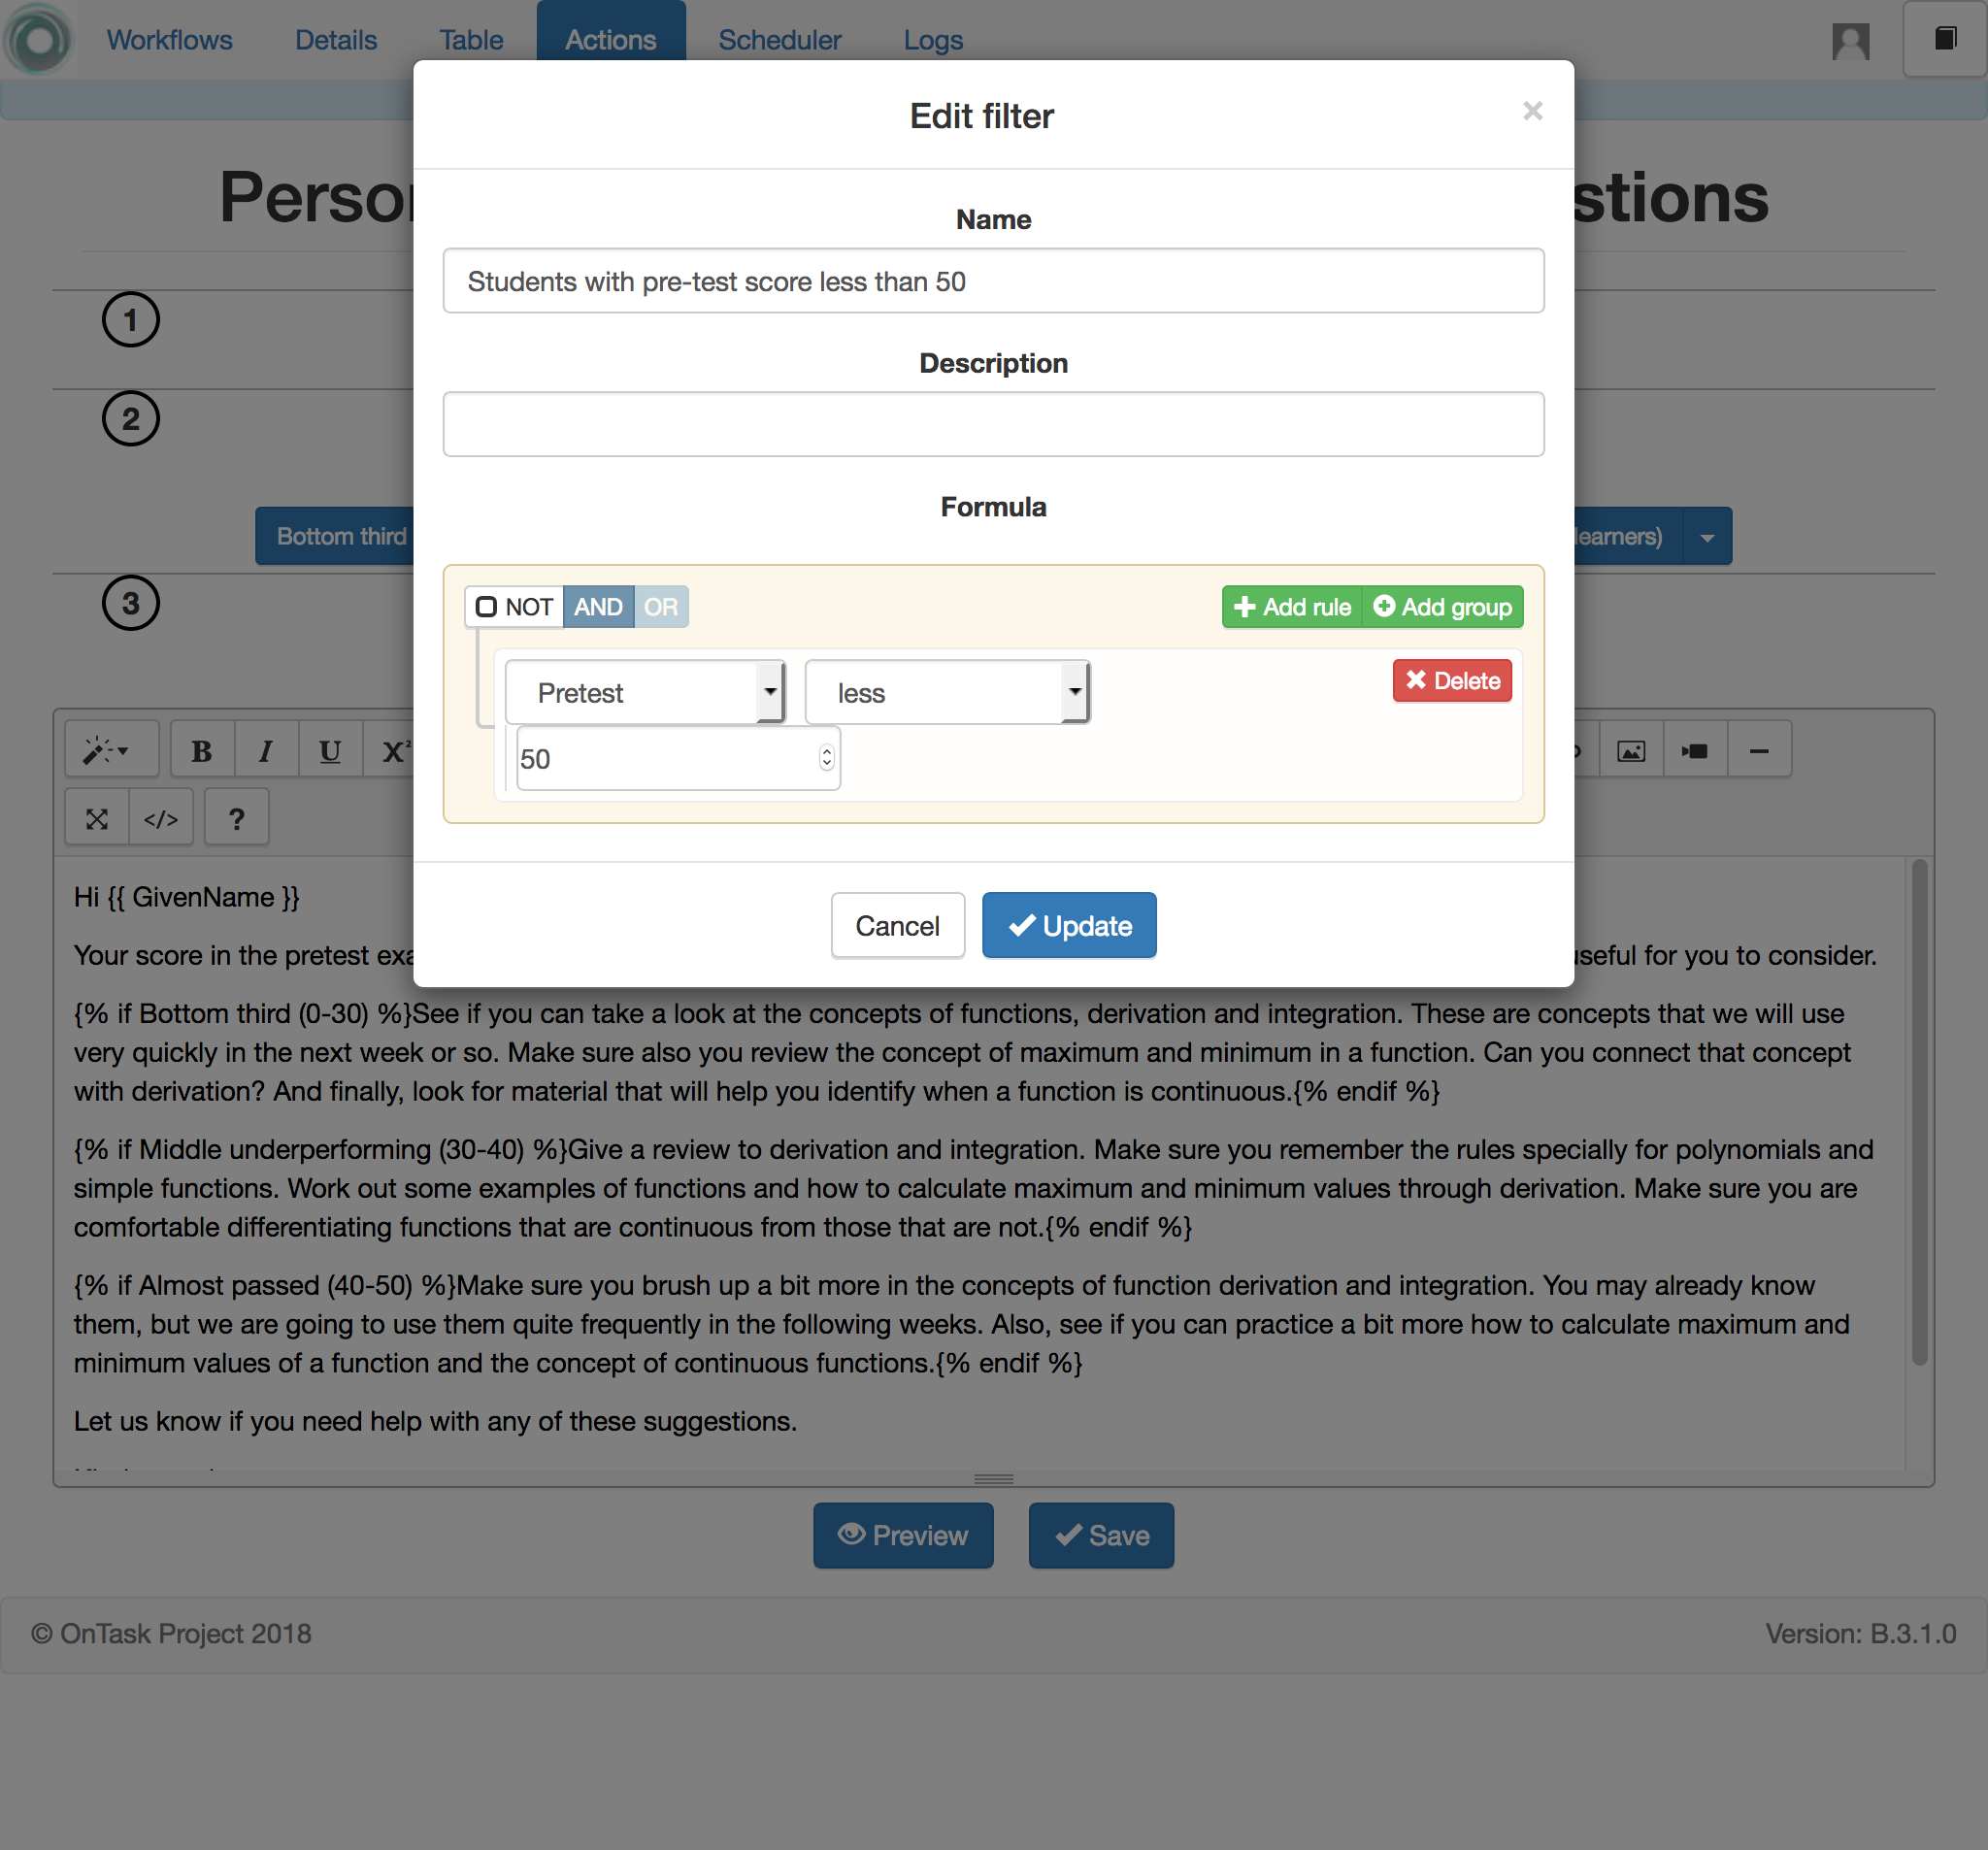 Workflows Details Table Actions Scheduler Logs
Edit filter ×
stions
Name
Students with pre-test score less than 50
1
Description
2
Formula
Bottom third
learners)
NOT AND OR Add rule Add group
3
Pretest less Delete
50
B I U X²
</> ?
Cancel Update
Hi {{ GivenName }}
Your score in the pretest
useful for you to consider.
{% if Bottom third (0-30) %}See if you can take a look at the concepts of functions, derivation and integration. These are concepts that we will use
very quickly in the next week or so. Make sure also you review the concept of maximum and minimum in a function. Can you connect that concept
with derivation? And finally, look for material that will help you identify when a function is continuous.{% endif %}
{% if Middle underperforming (30-40) %}Give a review to derivation and integration. Make sure you remember the rules specially for polynomials and
simple functions. Work out some examples of functions and how to calculate maximum and minimum values through derivation. Make sure you are
comfortable differentiating functions that are continuous from those that are not.{% endif %}
{% if Almost passed (40-50) %}Make sure you brush up a bit more in the concepts of function derivation and integration. You may already know
them, but we are going to use them quite frequently in the following weeks. Also, see if you can practice a bit more how to calculate maximum and
minimum values of a function and the concept of continuous functions.{% endif %}
Let us know if you need help with any of these suggestions.
Preview Save
© OnTask Project 2018
Version: B.3.1.0